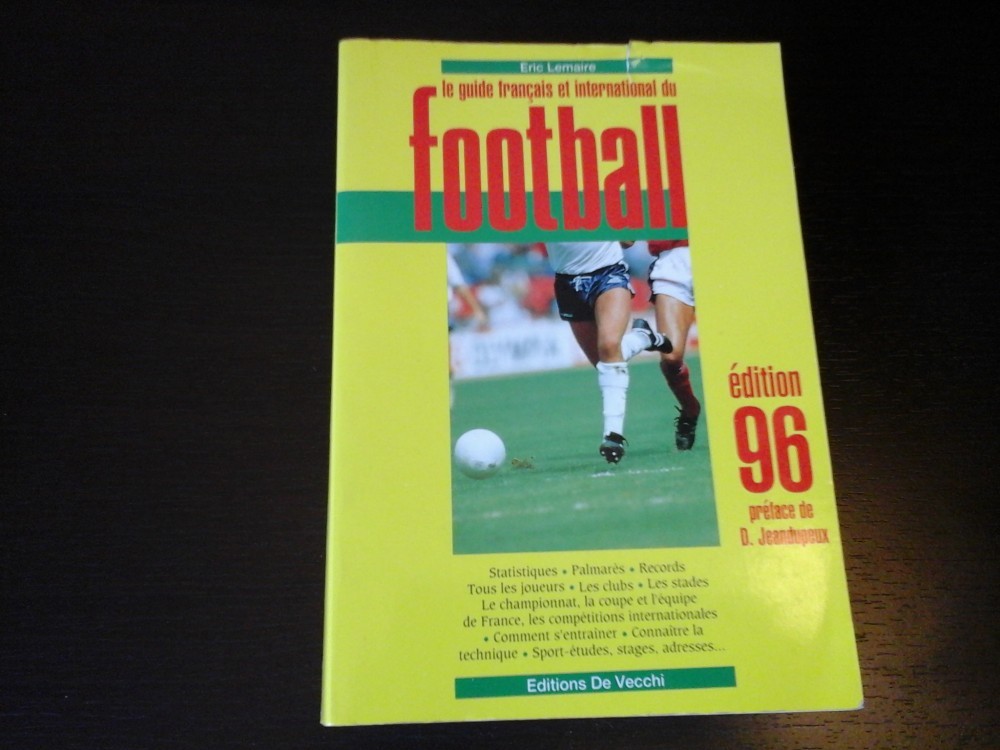 Eric Lemaire
le guide français et international du
football
édition
96
préface de
D. Jeandupeux
Statistiques • Palmarès • Records
Tous les joueurs • Les clubs • Les stades
Le championnat, la coupe et l'équipe
de France, les compétitions internationales
• Comment s'entrainer • Connaître la
technique • Sport-études, stages, adresses...
Editions De Vecchi